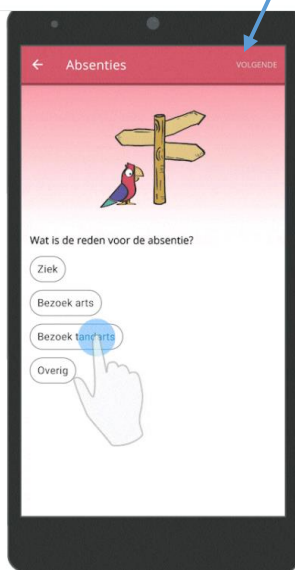 Absenties
VOLGENDE
Wat is de reden voor de absentie?
Ziek
Bezoek arts
Bezoek tandarts
Overig